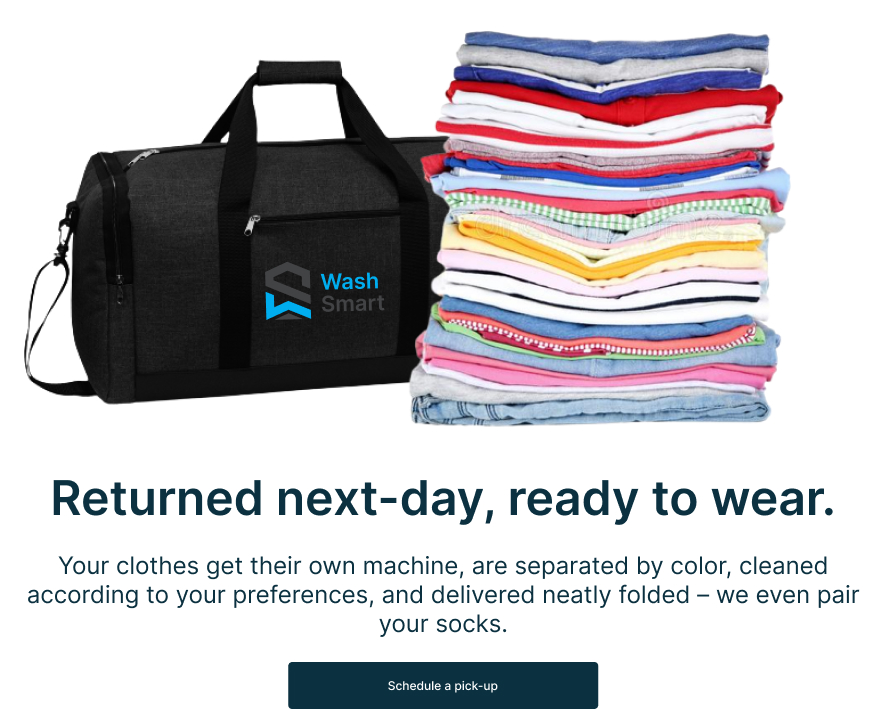 Wash
Smart
Returned next-day, ready to wear.
Your clothes get their own machine, are separated by color, cleaned
according to your preferences, and delivered neatly folded – we even pair
your socks.
Schedule a pick-up